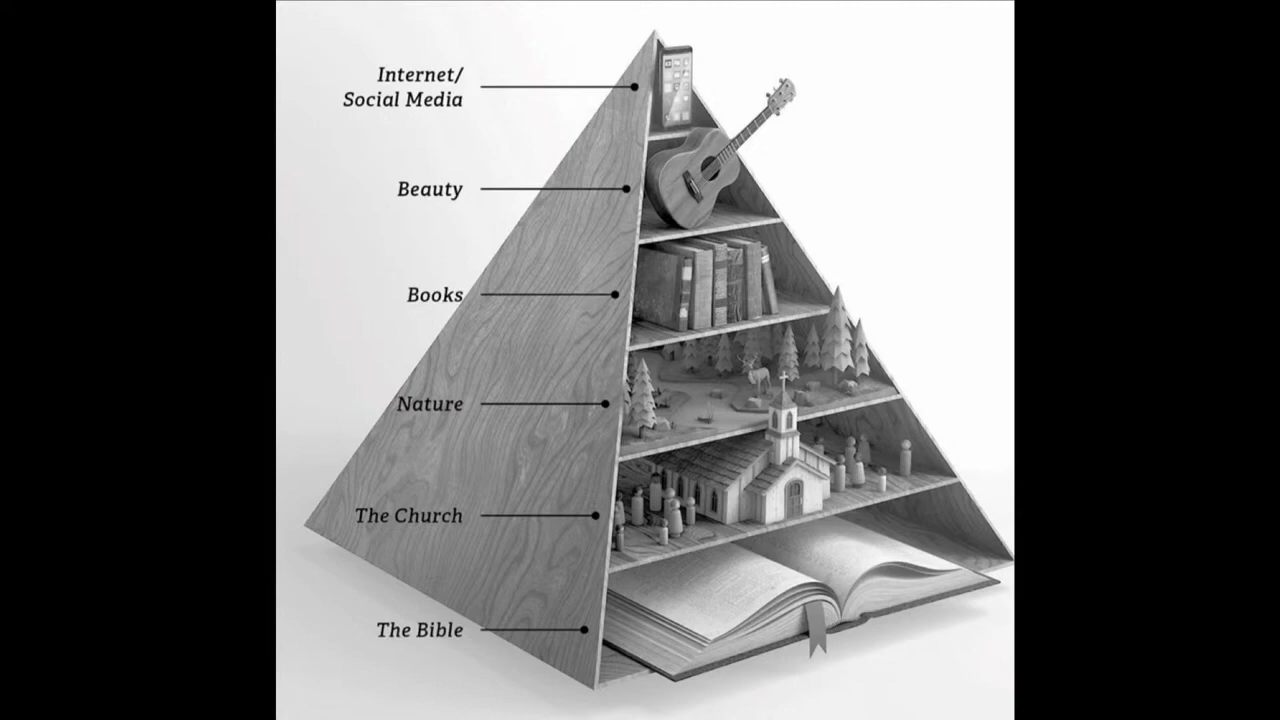 Internet/
Social Media
Beauty
Books
Nature
The Church
The Bible